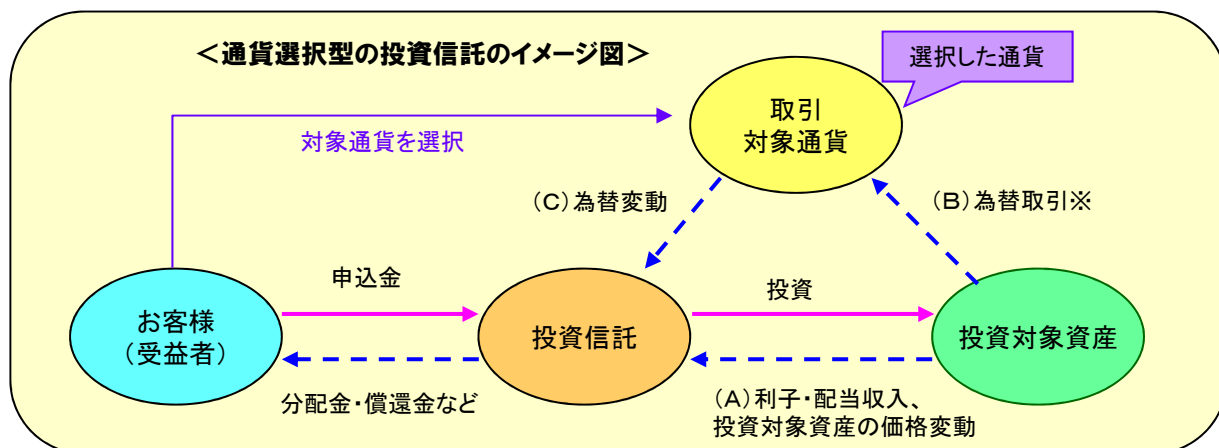 ＜通貨選択型の投資信託のイメージ図＞
選択した通貨
取引
対象通貨
対象通貨を選択
（C）為替変動
（B）為替取引※
申込金
投資
お客様
（受益者）
投資信託
投資対象資産
分配金・償還金など
（A）利子・配当収入、
投資対象資産の価格変動